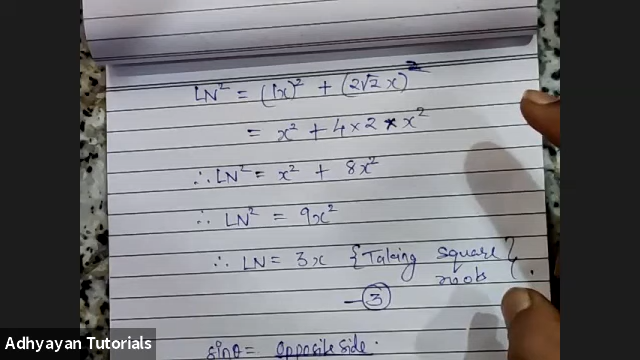 LN² = (1x)² + (2√2 x)²
= x² + 4 × 2 × x²
∴ LN² = x² + 8x²
∴ LN² = 9x²
∴ LN = 3x {Taking square roots}.
— ③
sinθ = Opposite side.
Adhyayan Tutorials